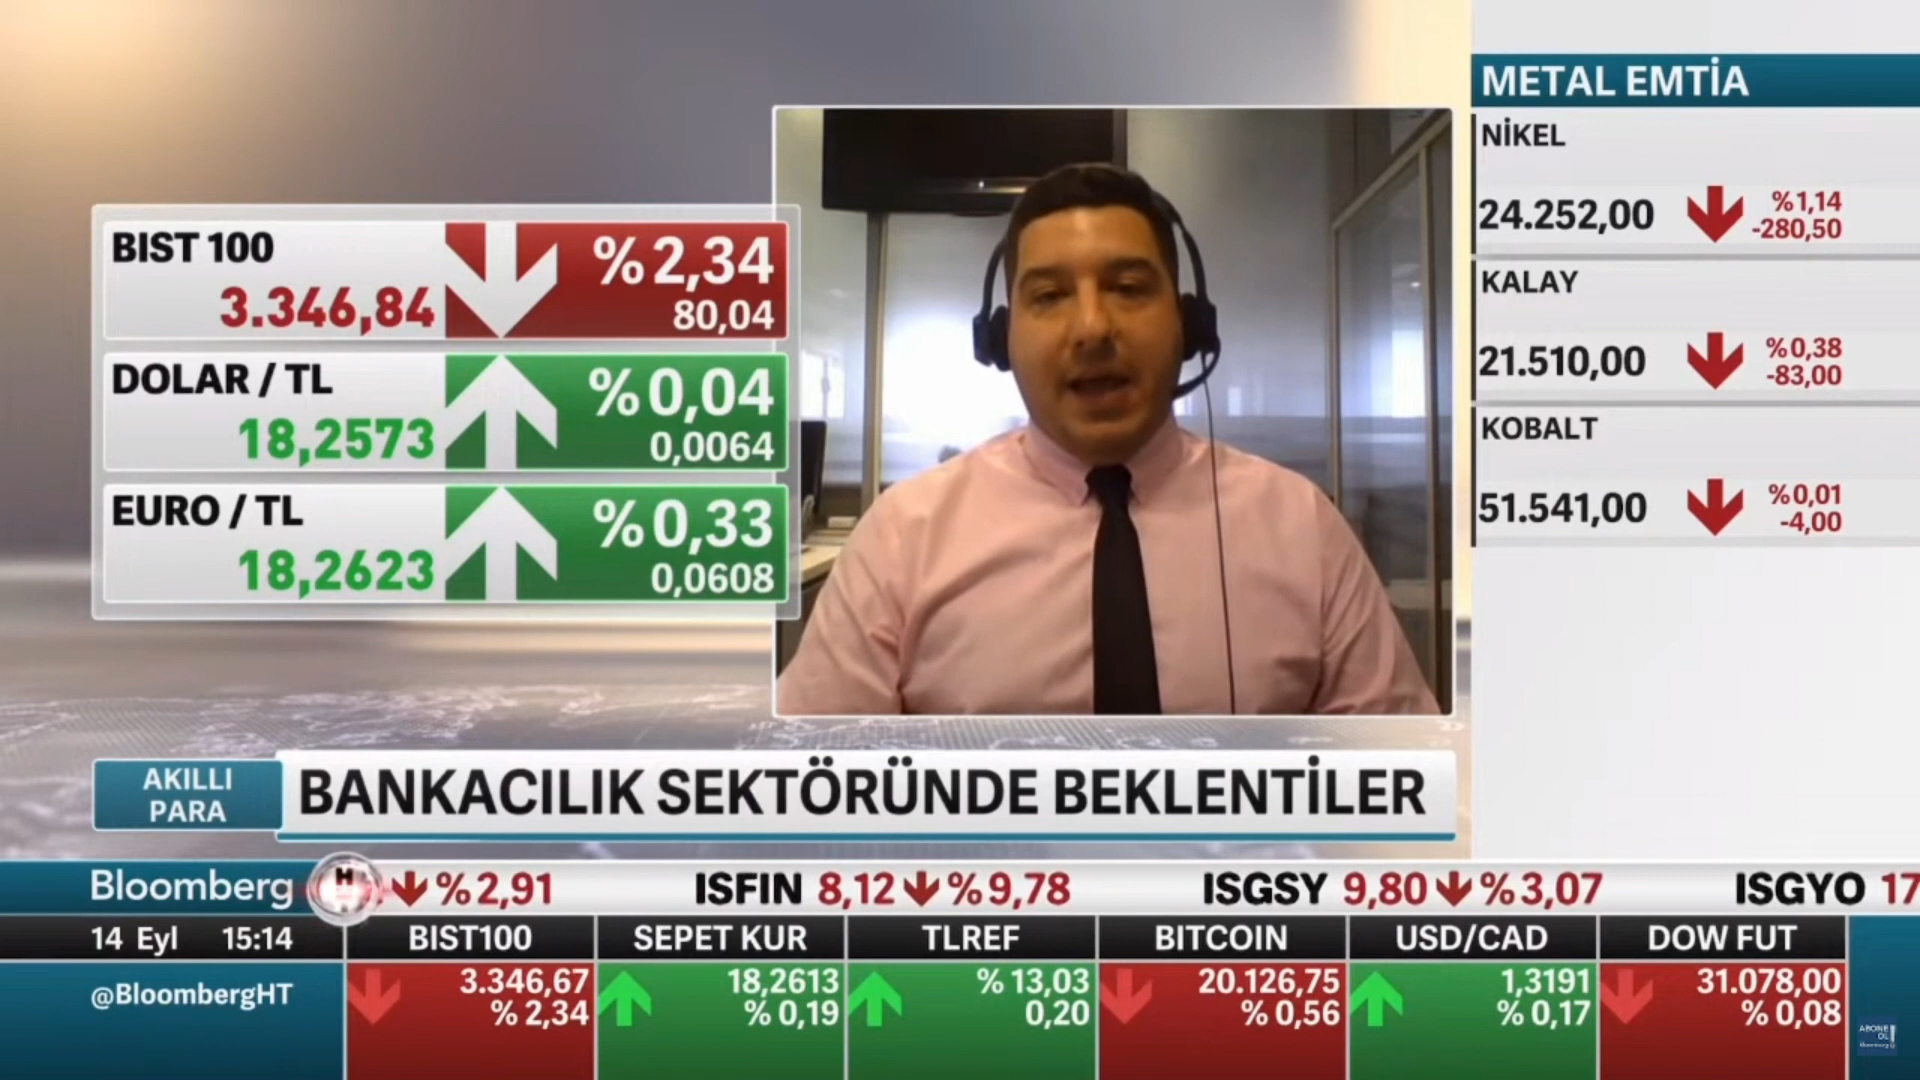 METAL EMTİA
NİKEL
24.252,00 %1,14
-280,50
KALAY
21.510,00 %0,38
-83,00
KOBALT
51.541,00 %0,01
-4,00
BIST 100 %2,34
3.346,84 80,04
DOLAR / TL %0,04
18,2573 0,0064
EURO / TL %0,33
18,2623 0,0608
AKILLI
PARA
BANKACILIK SEKTÖRÜNDE BEKLENTİLER
Bloomberg H %2,91 ISFIN 8,12 %9,78 ISGSY 9,80 %3,07 ISGYO 17
14 Eyl 15:14 BIST100 SEPET KUR TLREF BITCOIN USD/CAD DOW FUT
@BloombergHT
3.346,67 18,2613 % 13,03 20.126,75 1,3191 31.078,00
% 2,34 % 0,19 0,20 % 0,56 % 0,17 % 0,08
ABONE
OL